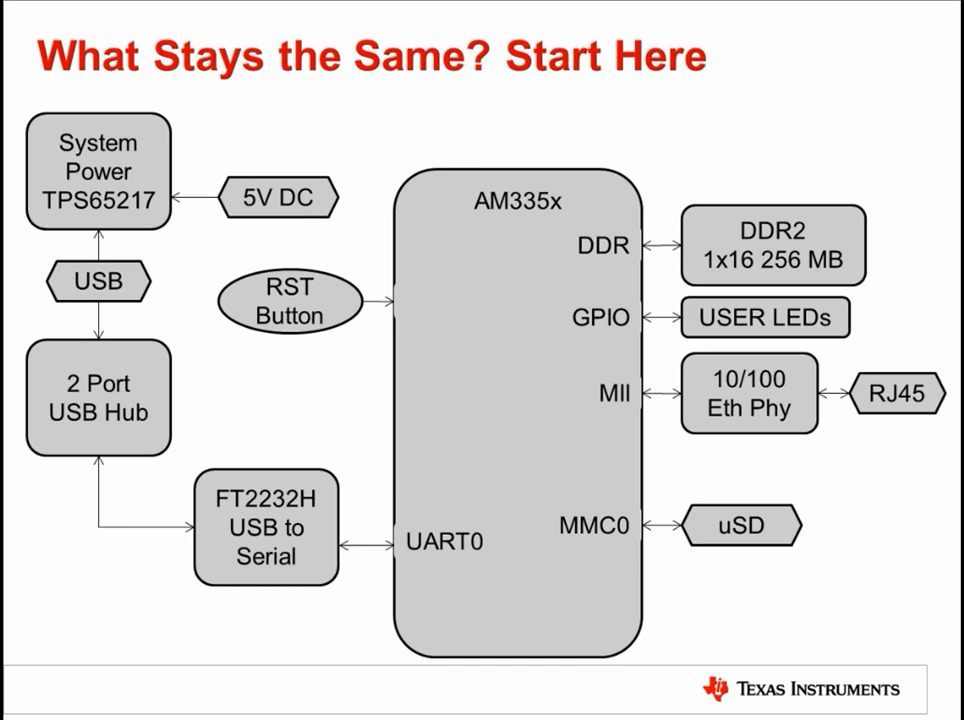 What Stays the Same? Start Here
System
Power
TPS65217
5V DC
USB
RST
Button
2 Port
USB Hub
FT2232H
USB to
Serial
AM335x
DDR
GPIO
MII
MMC0
UART0
DDR2
1x16 256 MB
USER LEDs
10/100
Eth Phy
RJ45
uSD
TEXAS INSTRUMENTS